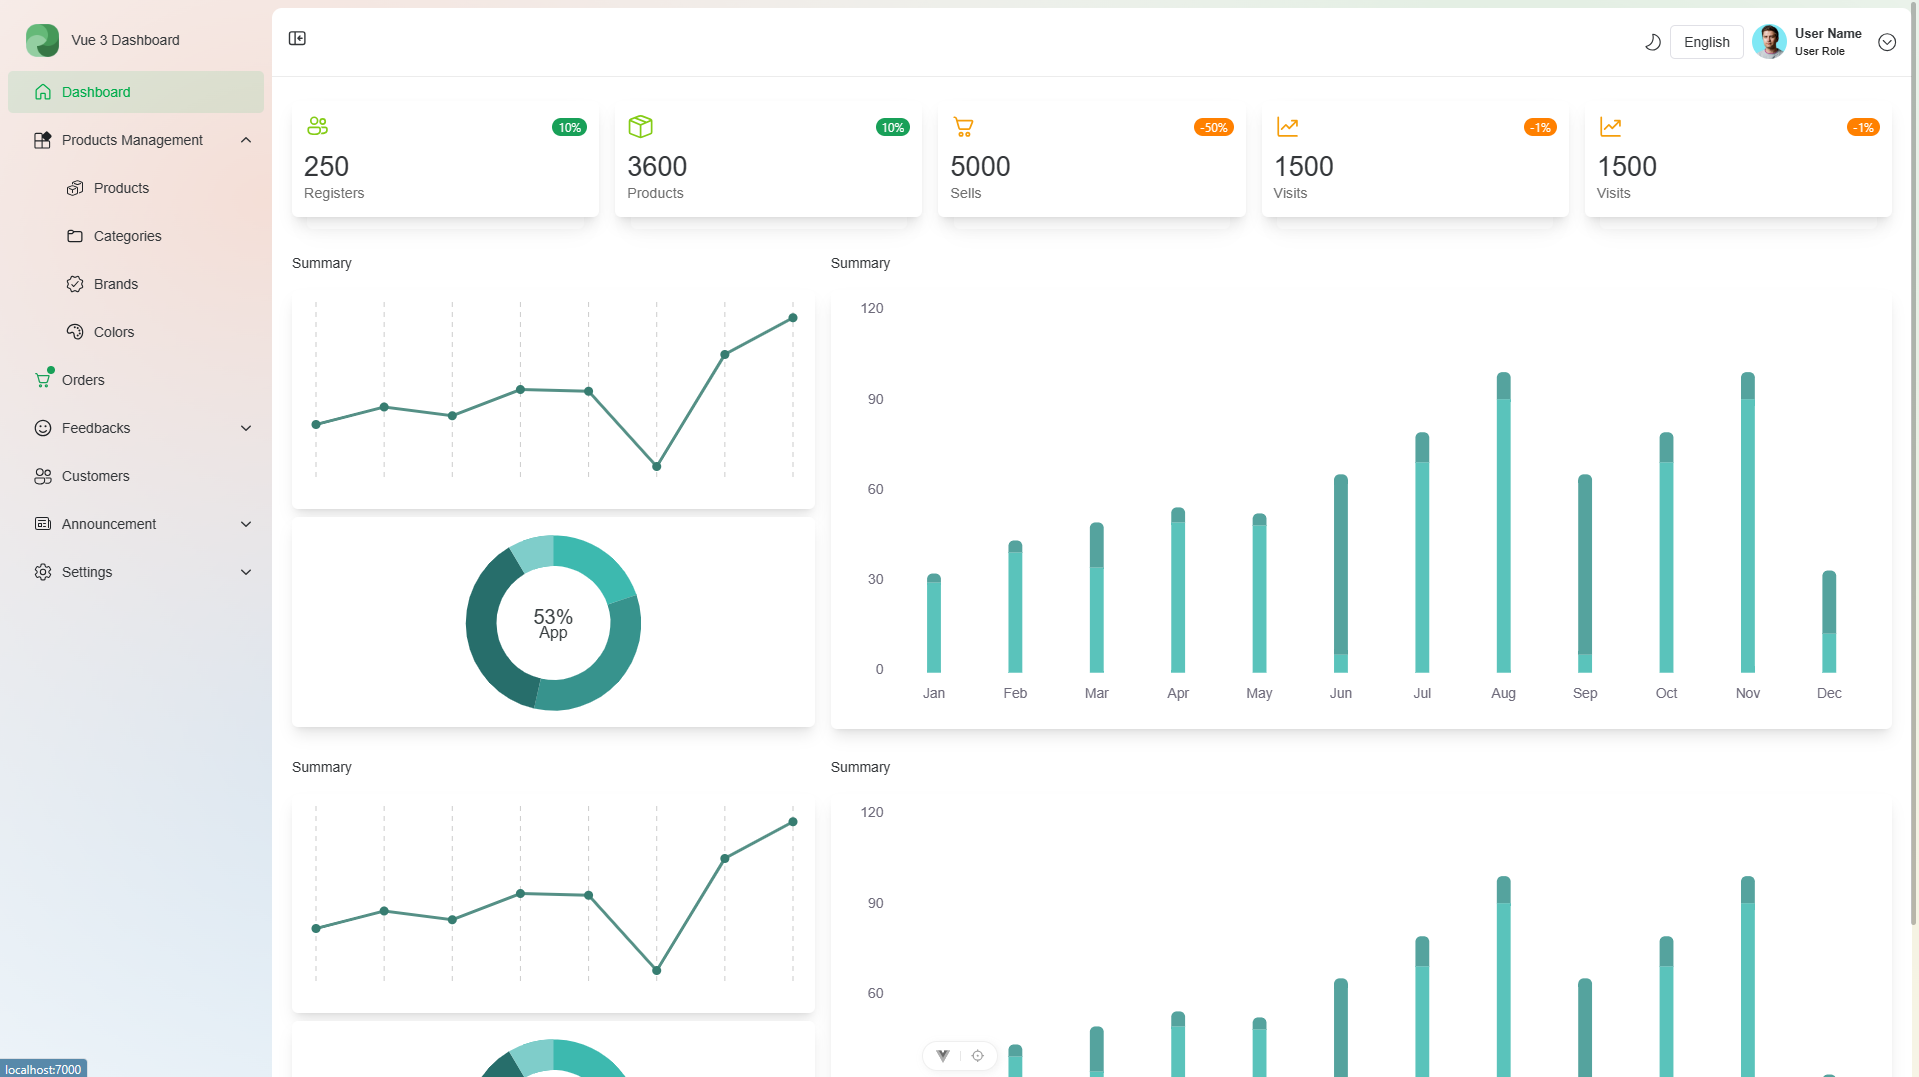 Vue 3 Dashboard
Dashboard
Products Management
Products
Categories
Brands
Colors
Orders
Feedbacks
Customers
Announcement
Settings
English
User Name
User Role
10%
250
Registers
10%
3600
Products
-50%
5000
Sells
-1%
1500
Visits
-1%
1500
Visits
Summary
53%
App
Summary
120
90
60
30
0
Jan Feb Mar Apr May Jun Jul Aug Sep Oct Nov Dec
Summary
Summary
120
90
60
localhost:7000